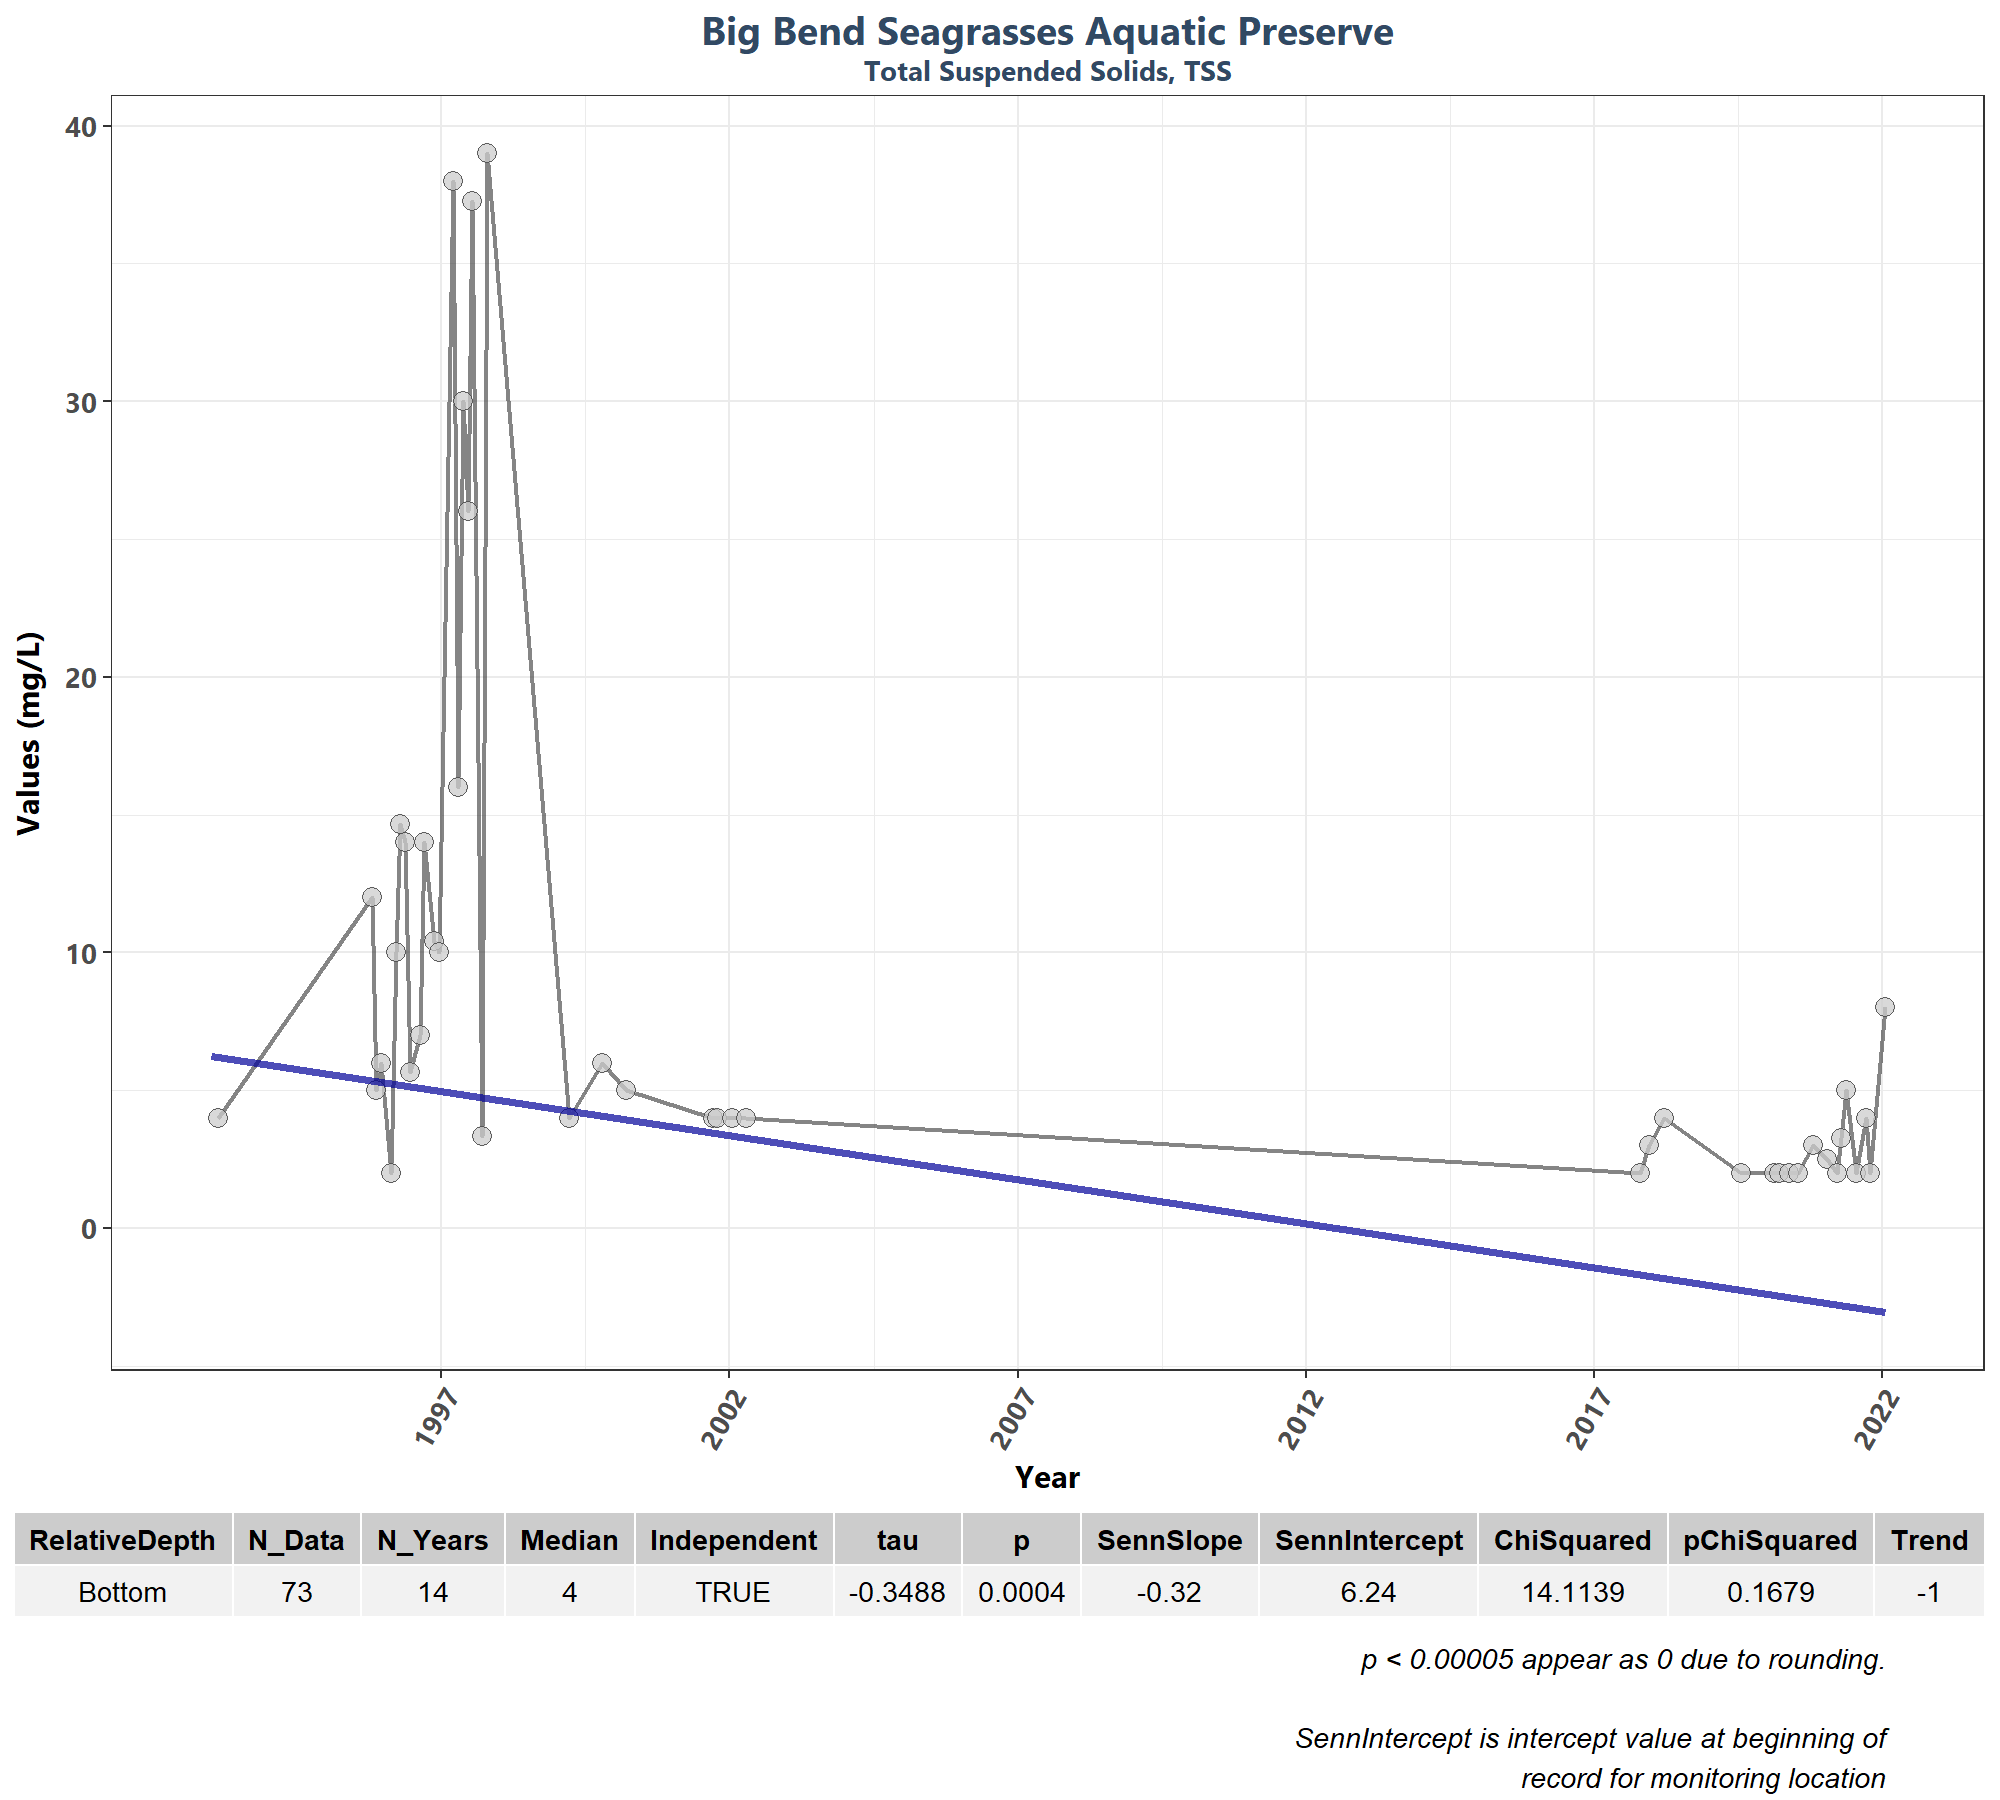 Big Bend Seagrasses Aquatic Preserve
Total Suspended Solids, TSS
Values (mg/L)
40
30
20
10
0
1997 2002 2007 2012 2017 2022
Year
RelativeDepth N_Data N_Years Median Independent tau p SennSlope SennIntercept ChiSquared pChiSquared Trend
Bottom 73 14 4 TRUE -0.3488 0.0004 -0.32 6.24 14.1139 0.1679 -1
p < 0.00005 appear as 0 due to rounding.
SennIntercept is intercept value at beginning of
record for monitoring location